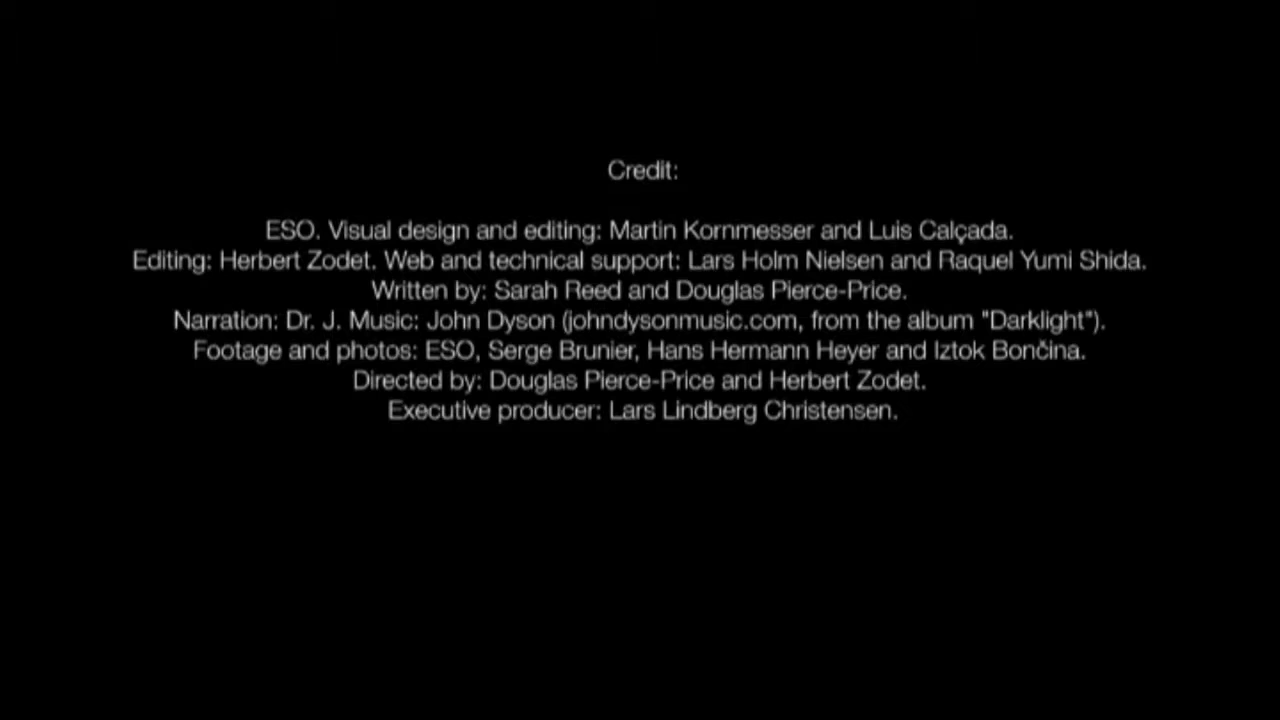 Credit:
ESO. Visual design and editing: Martin Kornmesser and Luis Calçada.
Editing: Herbert Zodet. Web and technical support: Lars Holm Nielsen and Raquel Yumi Shida.
Written by: Sarah Reed and Douglas Pierce-Price.
Narration: Dr. J. Music: John Dyson (johndysonmusic.com, from the album "Darklight").
Footage and photos: ESO, Serge Brunier, Hans Hermann Heyer and Iztok Bončina.
Directed by: Douglas Pierce-Price and Herbert Zodet.
Executive producer: Lars Lindberg Christensen.